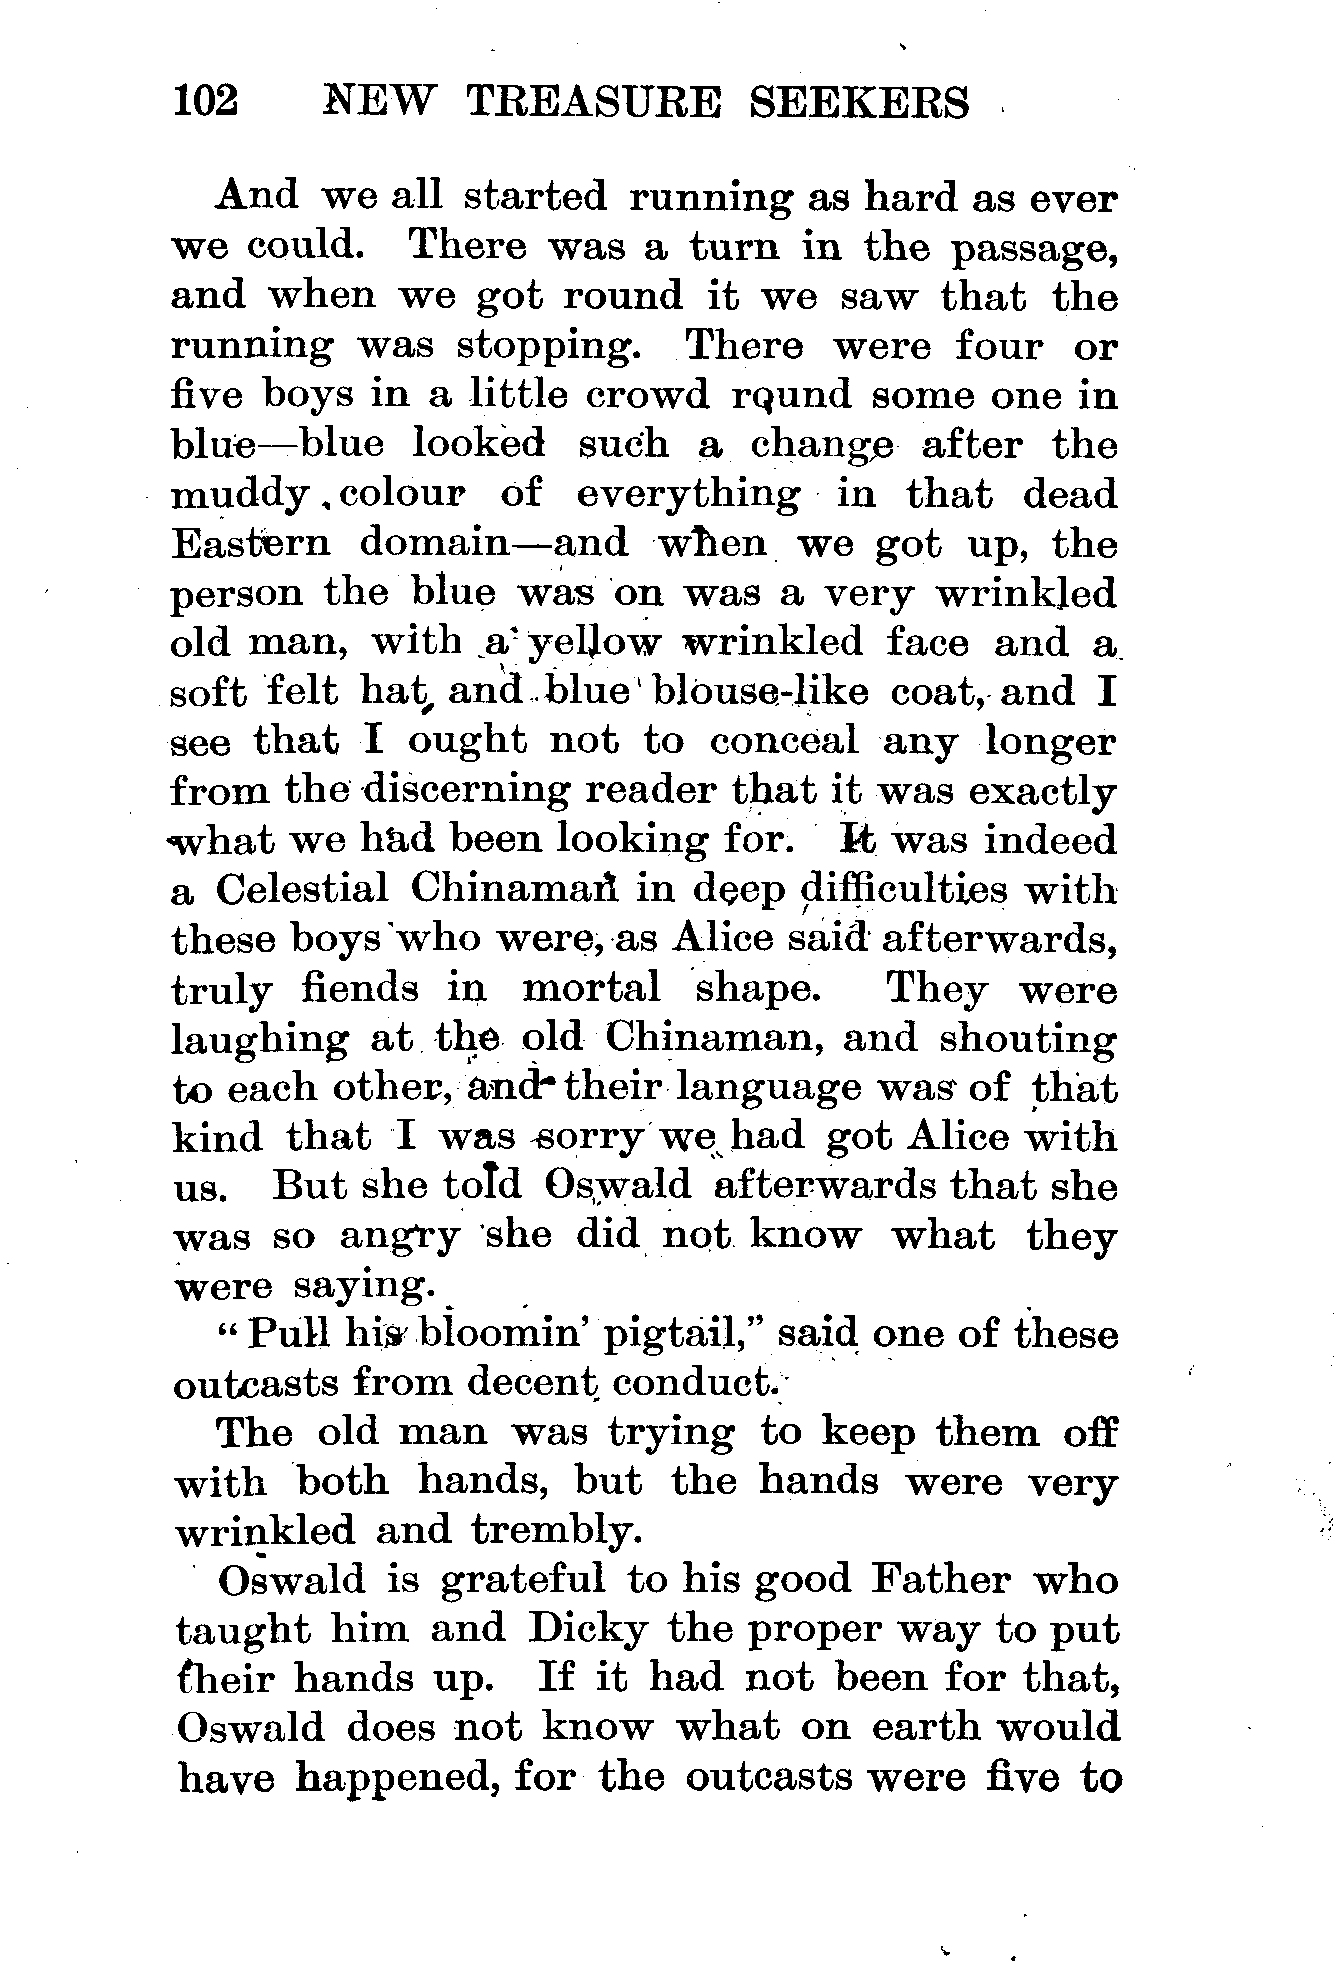 102 NEW TREASURE SEEKERS
And we all started running as hard as ever
we could. There was a turn in the passage,
and when we got round it we saw that the
running was stopping. There were four or
five boys in a little crowd round some one in
blue—blue looked such a change after the
muddy colour of everything in that dead
Eastern domain—and when we got up, the
person the blue was on was a very wrinkled
old man, with a yellow wrinkled face and a
soft felt hat, and blue blouse-like coat, and I
see that I ought not to conceal any longer
from the discerning reader that it was exactly
what we had been looking for. It was indeed
a Celestial Chinaman in deep difficulties with
these boys who were, as Alice said afterwards,
truly fiends in mortal shape. They were
laughing at the old Chinaman, and shouting
to each other, and their language was of that
kind that I was sorry we had got Alice with
us. But she told Oswald afterwards that she
was so angry she did not know what they
were saying.
“Pull his bloomin’ pigtail,” said one of these
outcasts from decent conduct.
The old man was trying to keep them off
with both hands, but the hands were very
wrinkled and trembly.
Oswald is grateful to his good Father who
taught him and Dicky the proper way to put
their hands up. If it had not been for that,
Oswald does not know what on earth would
have happened, for the outcasts were five to